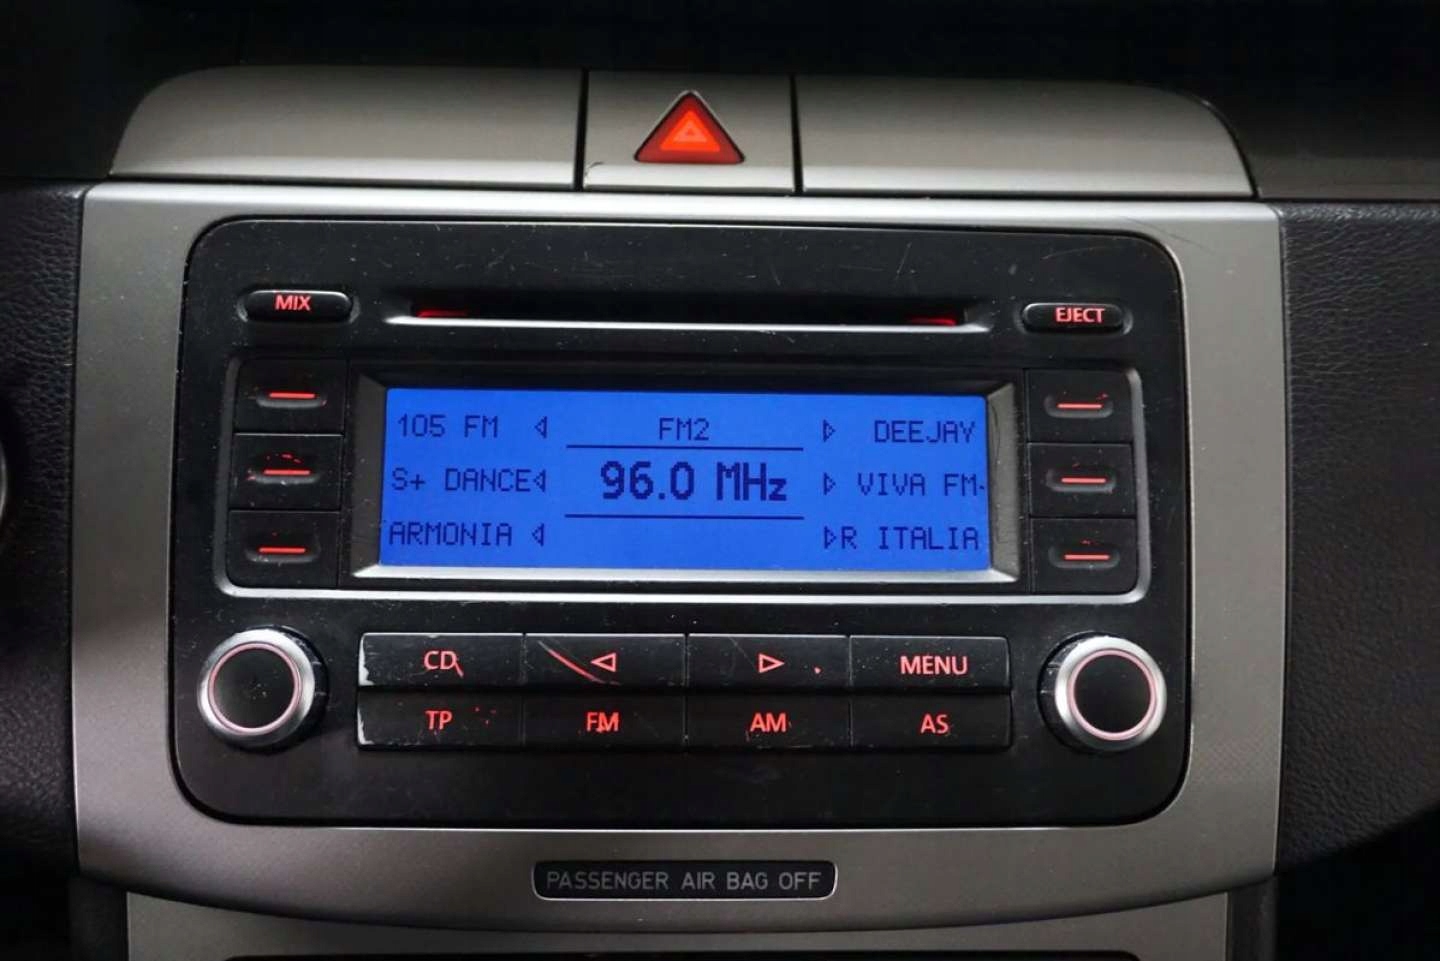 MIX
EJECT
105 FM FM2 DEEJAY
S+ DANCE 96.0 MHz VIVA FM
ARMONIA R ITALIA
CD MENU
TP FM AM AS
PASSENGER AIR BAG OFF